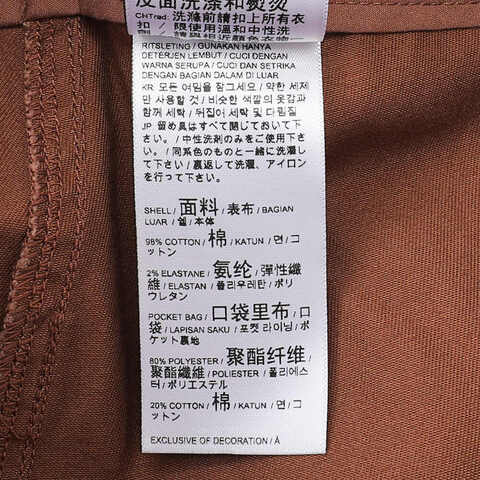 反面洗涤和熨烫
CHTrad: 洗滌前請扣上所有衣
扣 / 限使用溫和中性洗
RITSLETING / GUNAKAN HANYA
DETERJEN LEMBUT / CUCI DENGAN
WARNA SERUPA / CUCI DAN SETRIKA
DENGAN BAGIAN DALAM DI LUAR
KR 모든 여밈을 잠그세요 / 약한 세제
만 사용할 것 / 비슷한 색깔의 옷감과
함께 세탁 / 뒤집어 세탁 및 다림질
JP 留め具はすべて閉じておいて下
さい。 / 中性洗剤のみをご使用下さ
い。 / 同系色のものと一緒に洗濯し
て下さい / 裏返して洗濯、アイロン
を行って下さい。
SHELL / 面料 / 表布 / BAGIAN
LUAR / 쉘 / 本体
98% COTTON / 棉 / KATUN / 면 / コ
ットン
2% ELASTANE / 氨纶 / 彈性纖
維 / ELASTAN / 폴리우레탄 / ポリ
ウレタン
POCKET BAG / 口袋里布 / 口
袋 / LAPISAN SAKU / 포켓 라이닝 / ポ
ケット裏地
80% POLYESTER / 聚酯纤维 /
聚酯纖維 / POLIESTER / 폴리에스
터 / ポリエステル
20% COTTON / 棉 / KATUN / 면 / コ
ットン
EXCLUSIVE OF DECORATION / A